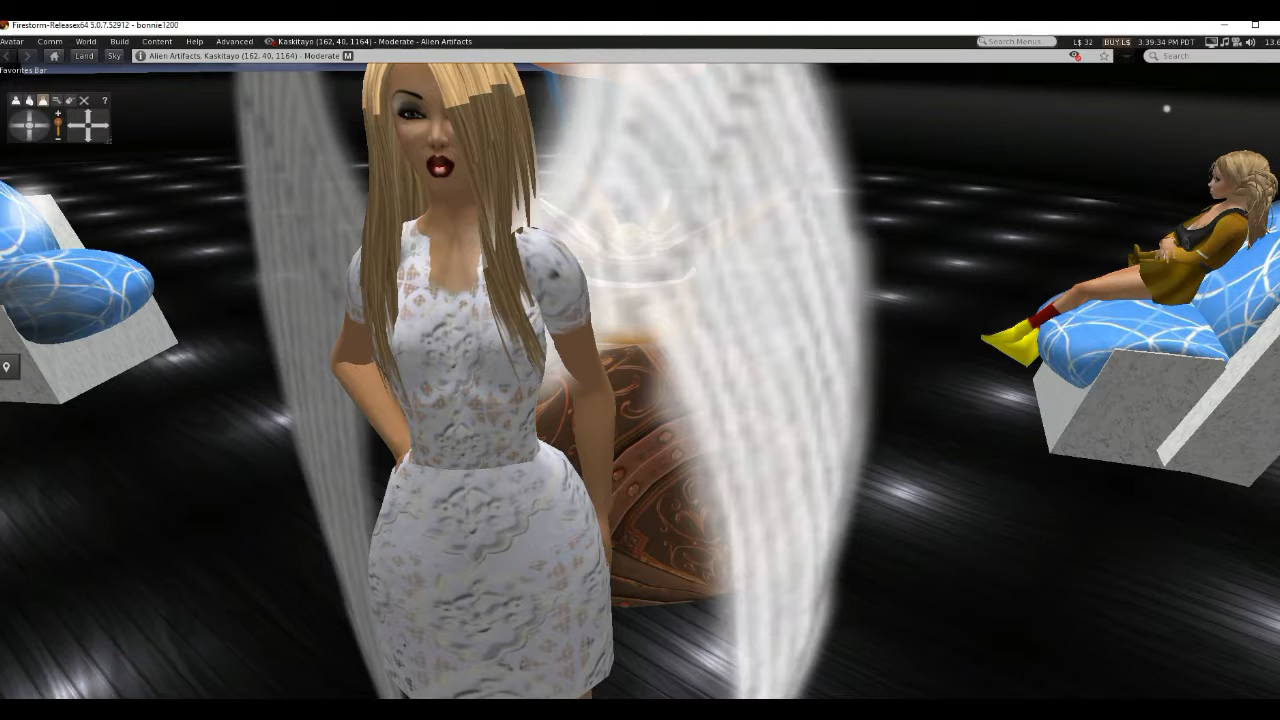 Firestorm-Releasex64 5.0.7.52912 - bonnie1200
Avatar Comm World Build Content Help Advanced Kaskitayo (162, 40, 1164) - Moderate - Alien Artifacts Search Menus L$ 32 BUY L$ 3:39:34 PM PDT 13.6
Land Sky Alien Artifacts, Kaskitayo (162, 40, 1164) - Moderate M Search
Favorites Bar
?